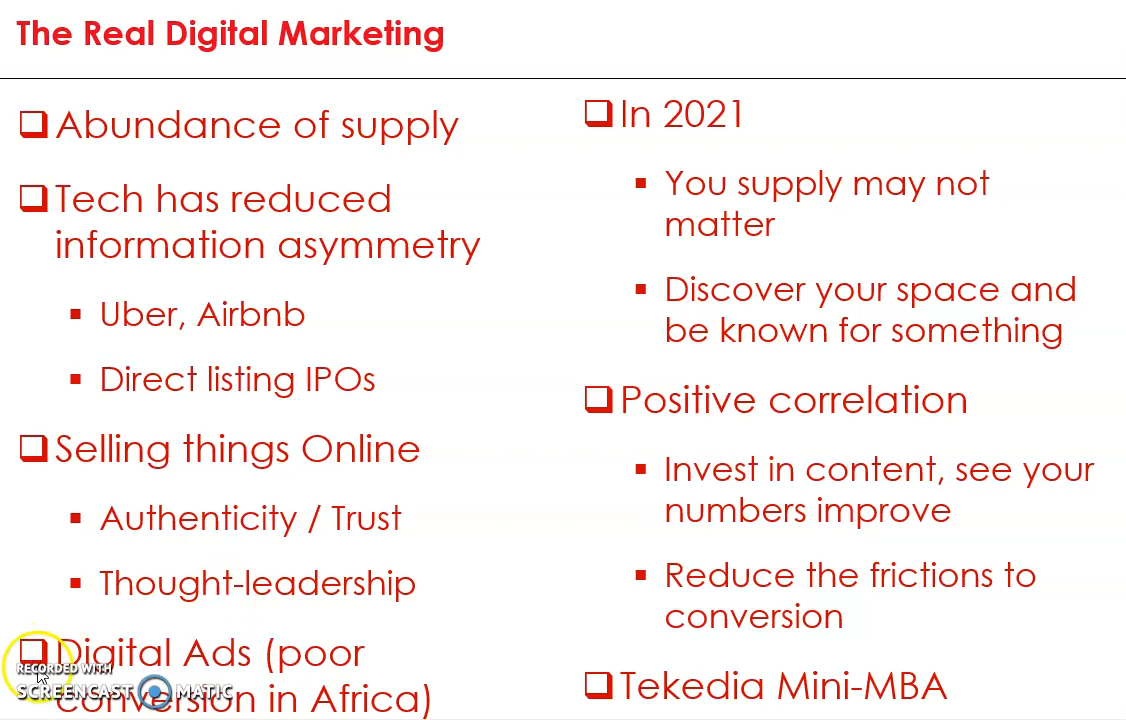 The Real Digital Marketing
❑ Abundance of supply
❑ Tech has reduced
information asymmetry
▪ Uber, Airbnb
▪ Direct listing IPOs
❑ Selling things Online
▪ Authenticity / Trust
▪ Thought-leadership
❑ Digital Ads (poor
conversion in Africa)
❑ In 2021
▪ You supply may not
matter
▪ Discover your space and
be known for something
❑ Positive correlation
▪ Invest in content, see your
numbers improve
▪ Reduce the frictions to
conversion
❑ Tekedia Mini-MBA
RECORDED WITH
SCREENCAST MATIC